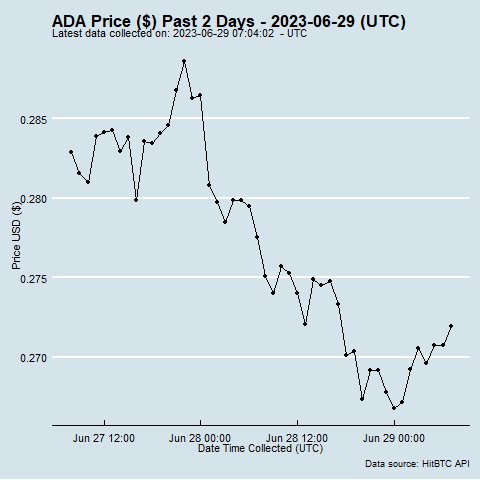 ADA Price ($) Past 2 Days - 2023-06-29 (UTC)
Latest data collected on: 2023-06-29 07:04:02 - UTC
0.285
0.280
0.275
0.270
Price USD ($)
Jun 27 12:00
Jun 28 00:00
Jun 28 12:00
Jun 29 00:00
Date Time Collected (UTC)
Data source: HitBTC API